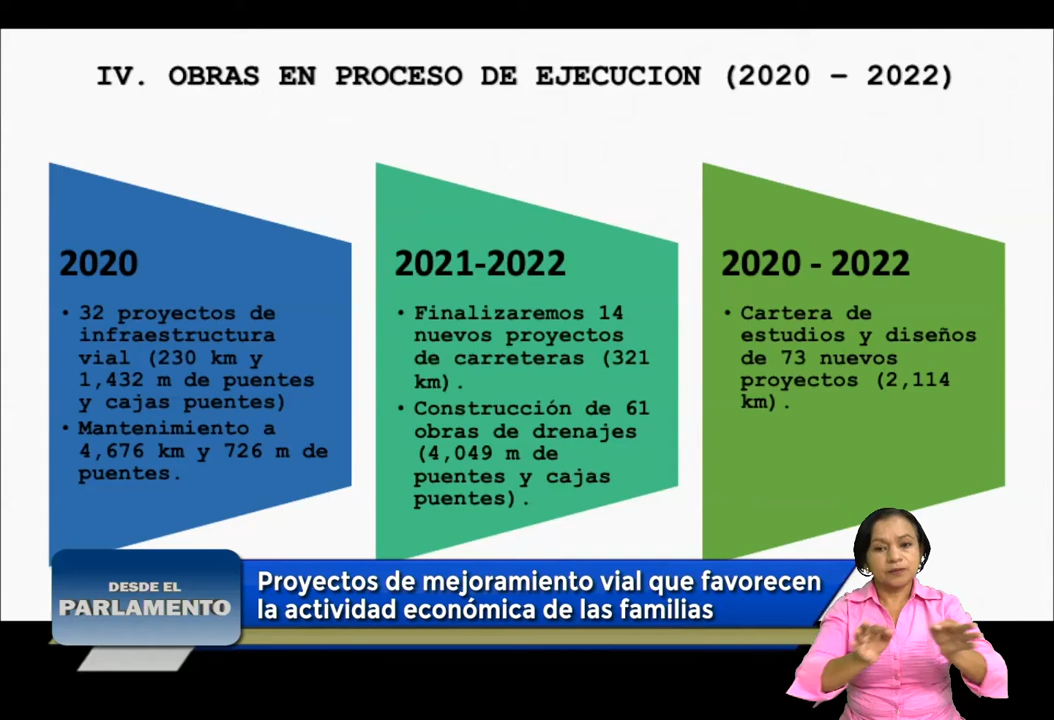 IV. OBRAS EN PROCESO DE EJECUCION (2020 – 2022)
2020
• 32 proyectos de
infraestructura
vial (230 km y
1,432 m de puentes
y cajas puentes)
• Mantenimiento a
4,676 km y 726 m de
puentes.
2021-2022
• Finalizaremos 14
nuevos proyectos
de carreteras (321
km).
• Construcción de 61
obras de drenajes
(4,049 m de
puentes y cajas
puentes).
2020 - 2022
• Cartera de
estudios y diseños
de 73 nuevos
proyectos (2,114
km).
DESDE EL
PARLAMENTO
Proyectos de mejoramiento vial que favorecen
la actividad económica de las familias